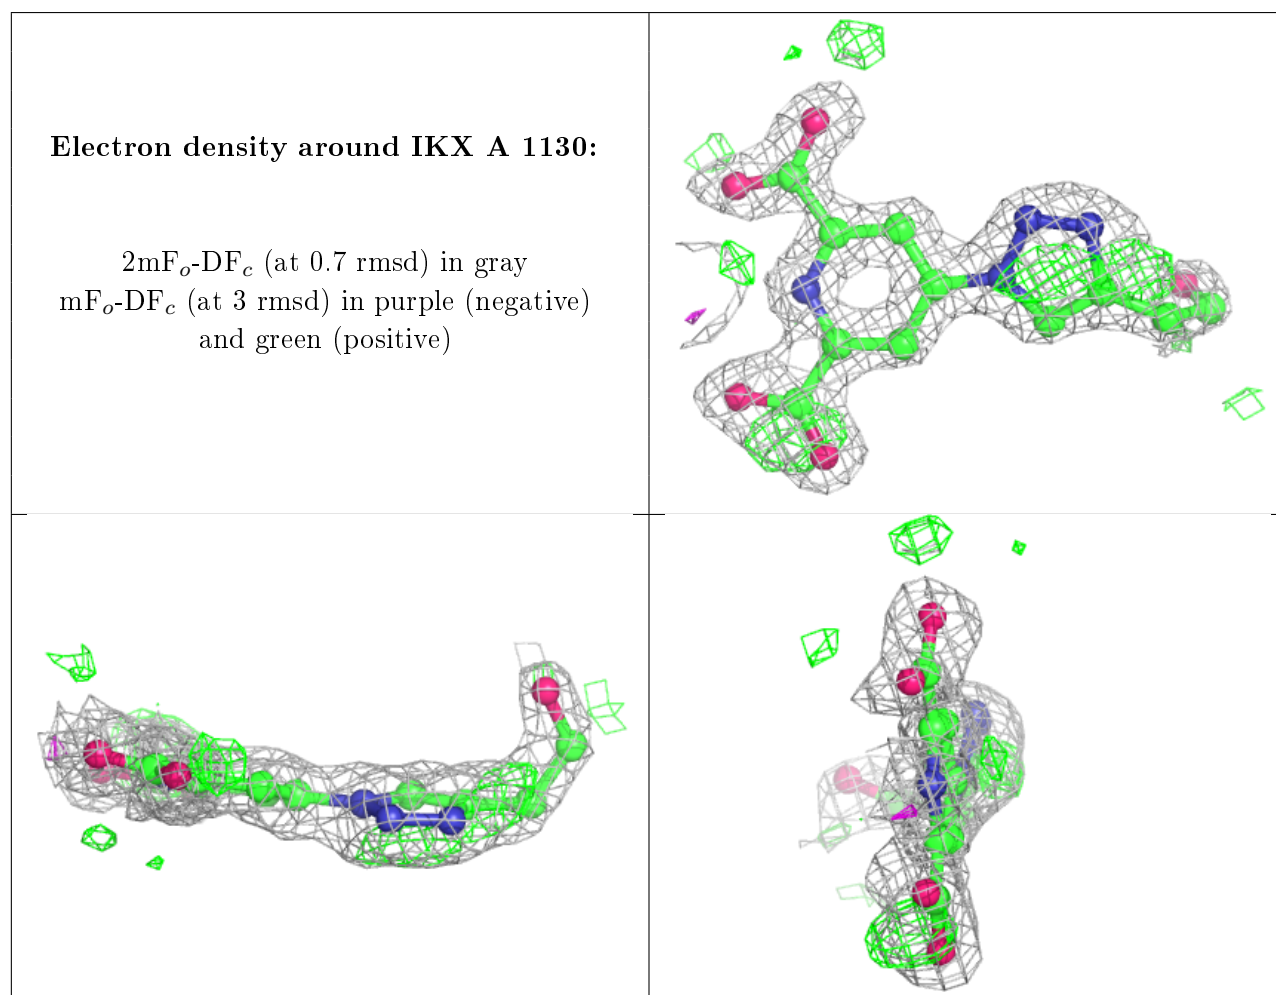 Electron density around IKX A 1130:
2mFₒ-DF𝒸 (at 0.7 rmsd) in gray
mFₒ-DF𝒸 (at 3 rmsd) in purple (negative)
and green (positive)